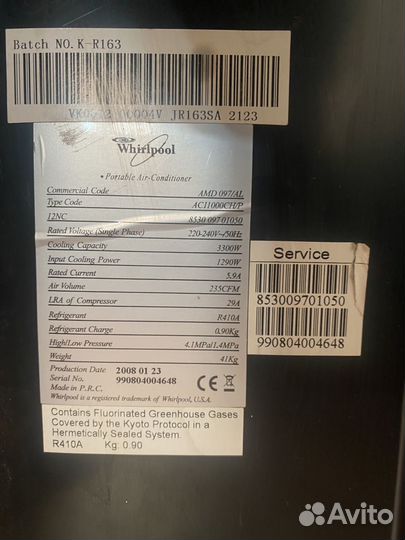 Batch NO.K-R163
JR163SA 2123
Whirlpool
• Portable Air-Conditioner
Commercial Code AMD 097/AL
Type Code AC11000CH/P
12NC 8530 097 01050
Rated Voltage (Single Phase) 220-240V~/50Hz
Cooling Capacity 3300W
Input Cooling Power 1290W
Rated Current 5.9A
Air Volume 235CFM
LRA of Compressor 29A
Refrigerant R410A
Refrigerant Charge 0.90Kg
High/Low Pressure 4.1MPa/1.4MPa
Weight 41Kg
Production Date 2008 01 23
Serial No. 990804004648
Made in P.R.C.
CE
Whirlpool is a registered trademark of Whirlpool, U.S.A.
Service
853009701050
990804004648
Contains Fluorinated Greenhouse Gases
Covered by the Kyoto Protocol in a
Hermetically Sealed System.
R410A Kg: 0.90
Avito